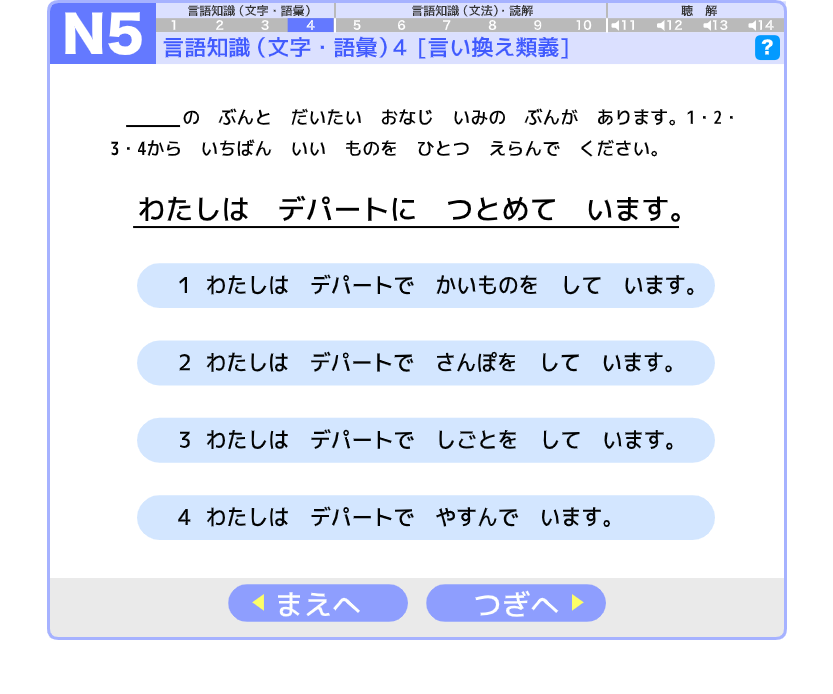 N5
言語知識（文字・語彙）
言語知識（文法）・読解
聴　解
1 2 3 4 5 6 7 8 9 10 11 12 13 14
言語知識（文字・語彙）4［言い換え類義］
?
＿＿＿の　ぶんと　だいたい　おなじ　いみの　ぶんが　あります。1・2・
3・4から　いちばん　いい　ものを　ひとつ　えらんで　ください。
わたしは　デパートに　つとめて　います。
1 わたしは　デパートで　かいものを　して　います。
2 わたしは　デパートで　さんぽを　して　います。
3 わたしは　デパートで　しごとを　して　います。
4 わたしは　デパートで　やすんで　います。
まえへ
つぎへ